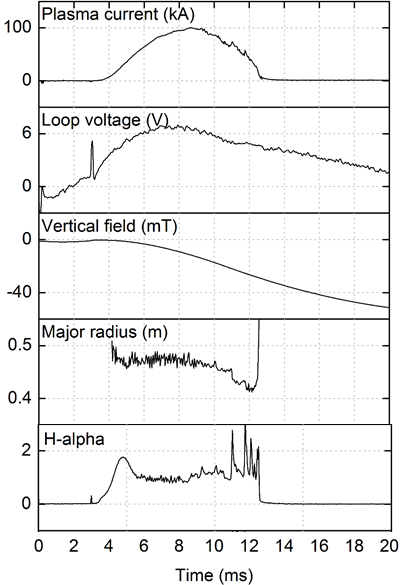 Plasma current (kA)
100
0
Loop voltage (V)
6
0
Vertical field (mT)
0
-40
Major radius (m)
0.5
0.4
H-alpha
2
0
0 2 4 6 8 10 12 14 16 18 20
Time (ms)